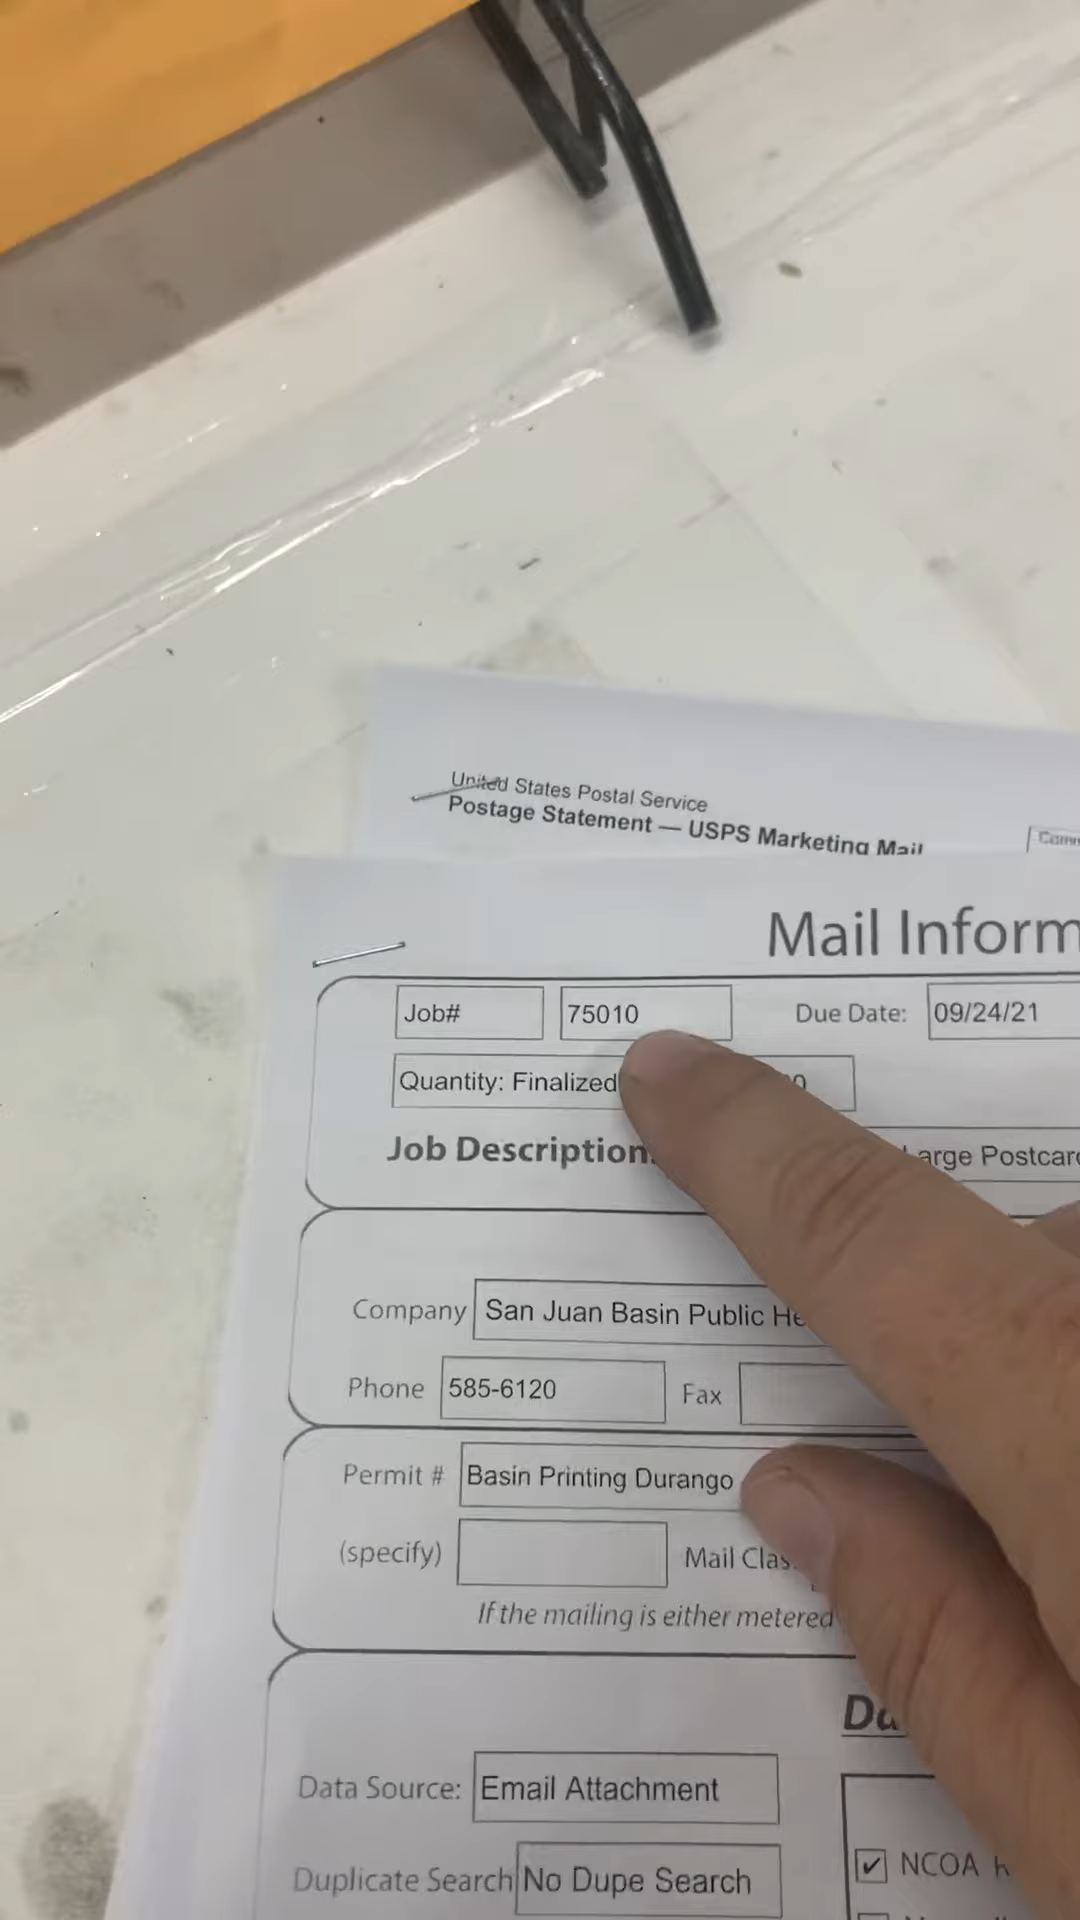 United States Postal Service
Postage Statement — USPS Marketing Mail
Mail Inform
Job# 75010 Due Date: 09/24/21
Quantity: Finalized
Job Description: Large Postcard
Company San Juan Basin Public He
Phone 585-6120 Fax
Permit # Basin Printing Durango
(specify) Mail Clas
If the mailing is either metered
Data Source: Email Attachment
Duplicate Search No Dupe Search
NCOA